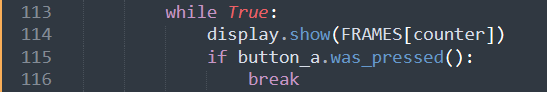 113 while True:
114 display.show(FRAMES[counter])
115 if button_a.was_pressed():
116 break